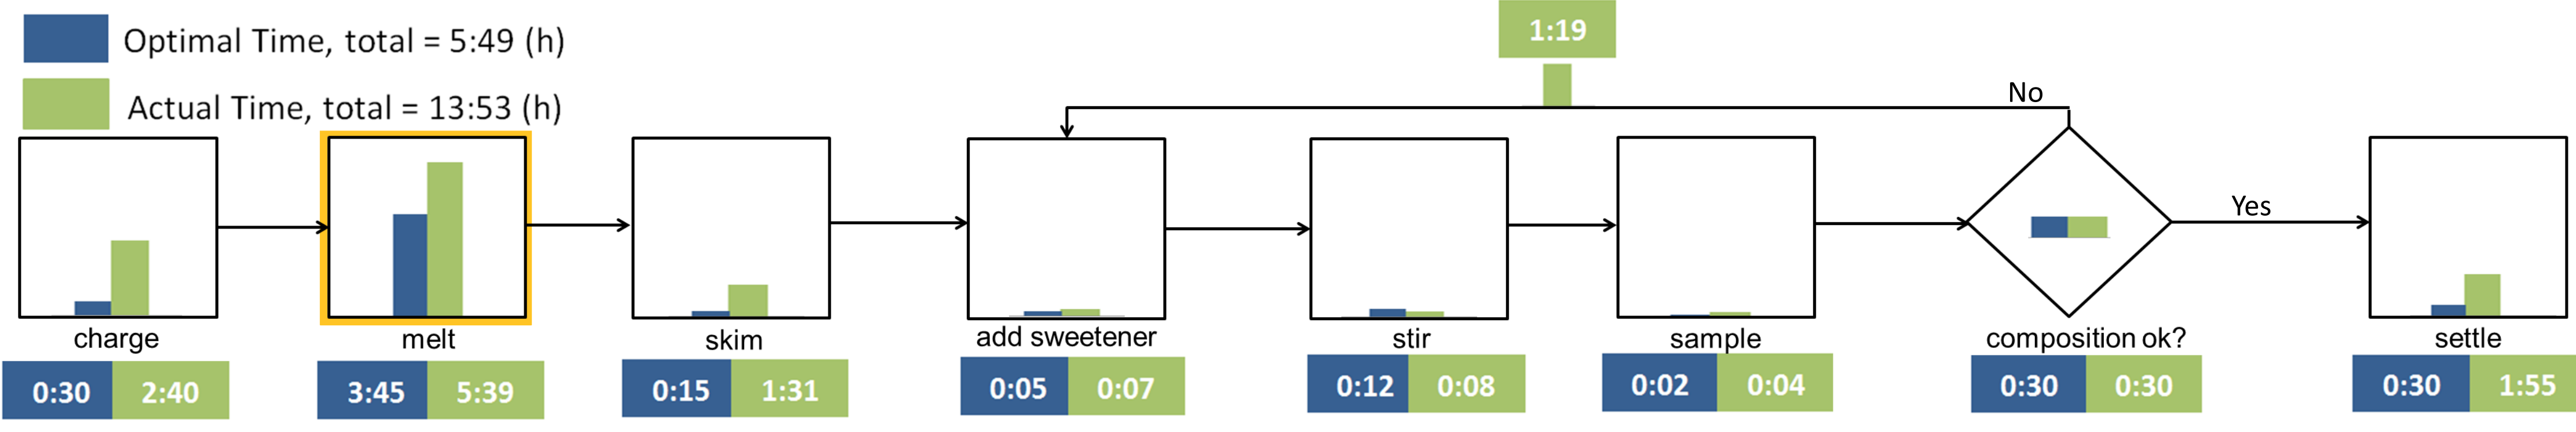 Optimal Time, total = 5:49 (h)
Actual Time, total = 13:53 (h)
1:19
No
Yes
charge
melt
skim
add sweetener
stir
sample
composition ok?
settle
0:30 2:40
3:45 5:39
0:15 1:31
0:05 0:07
0:12 0:08
0:02 0:04
0:30 0:30
0:30 1:55